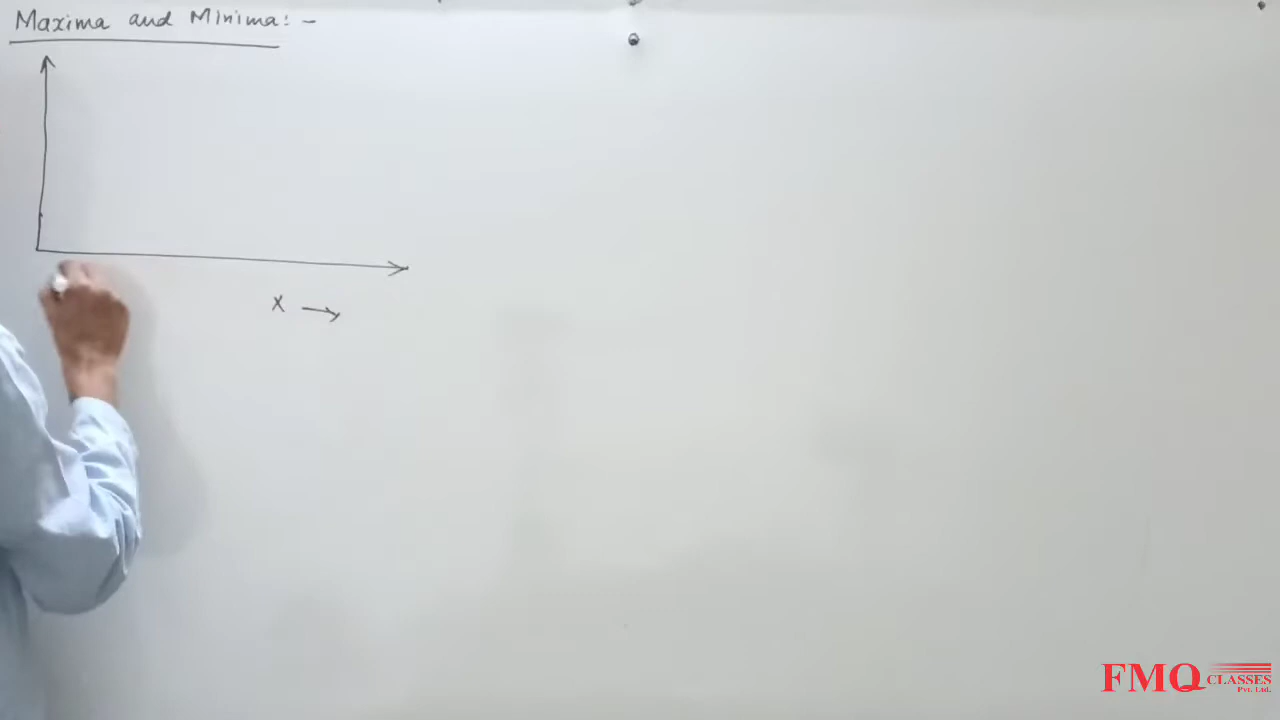 Maxima and Minima: -
x →
FMQ CLASSES
Pvt. Ltd.